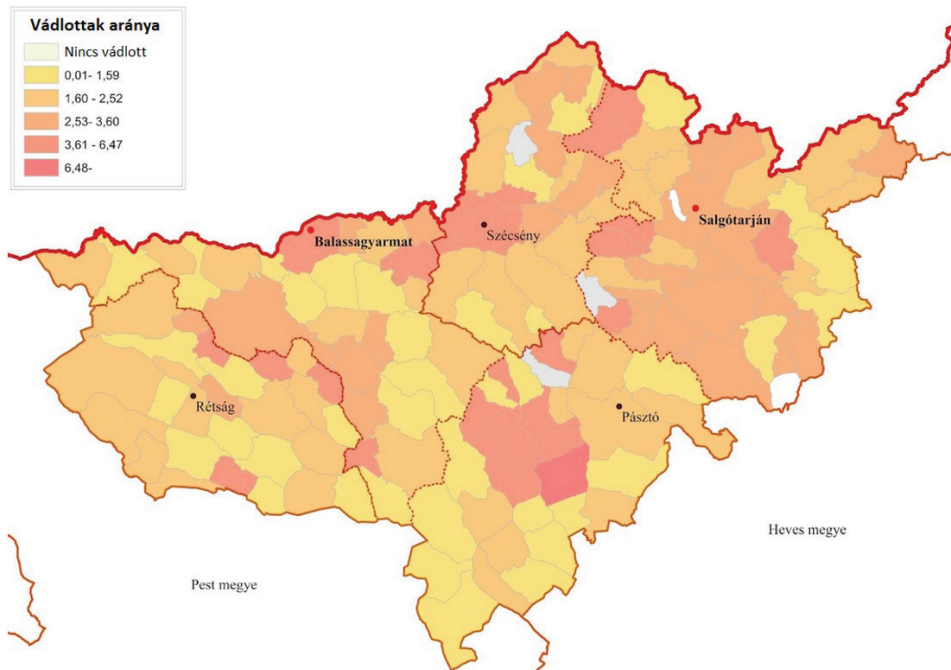 Vádlottak aránya
Nincs vádlott
0,01- 1,59
1,60 - 2,52
2,53- 3,60
3,61 - 6,47
6,48-
Balassagyarmat
Szécsény
Salgótarján
Rétság
Pásztó
Heves megye
Pest megye